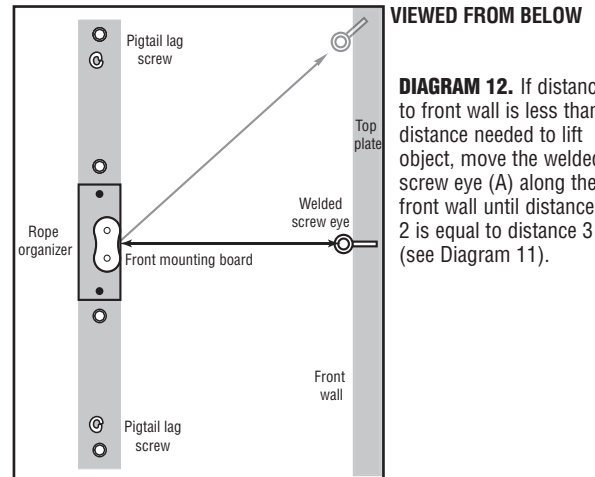 VIEWED FROM BELOW
Pigtail lag
screw
Top
plate
Welded
screw eye
Rope
organizer
Front mounting board
Front
wall
Pigtail lag
screw
DIAGRAM 12. If distance
to front wall is less than
distance needed to lift
object, move the welded
screw eye (A) along the
front wall until distance
2 is equal to distance 3
(see Diagram 11).